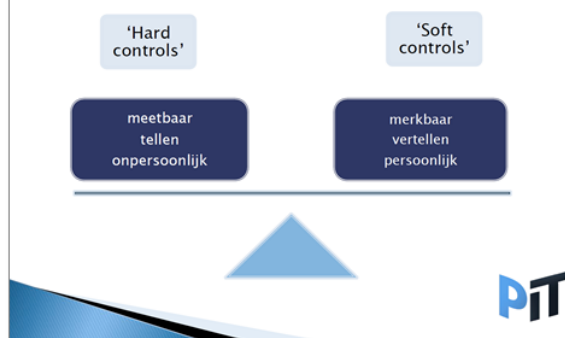 ‘Hard
controls’
‘Soft
controls’
meetbaar
tellen
onpersoonlijk
merkbaar
vertellen
persoonlijk
PiT